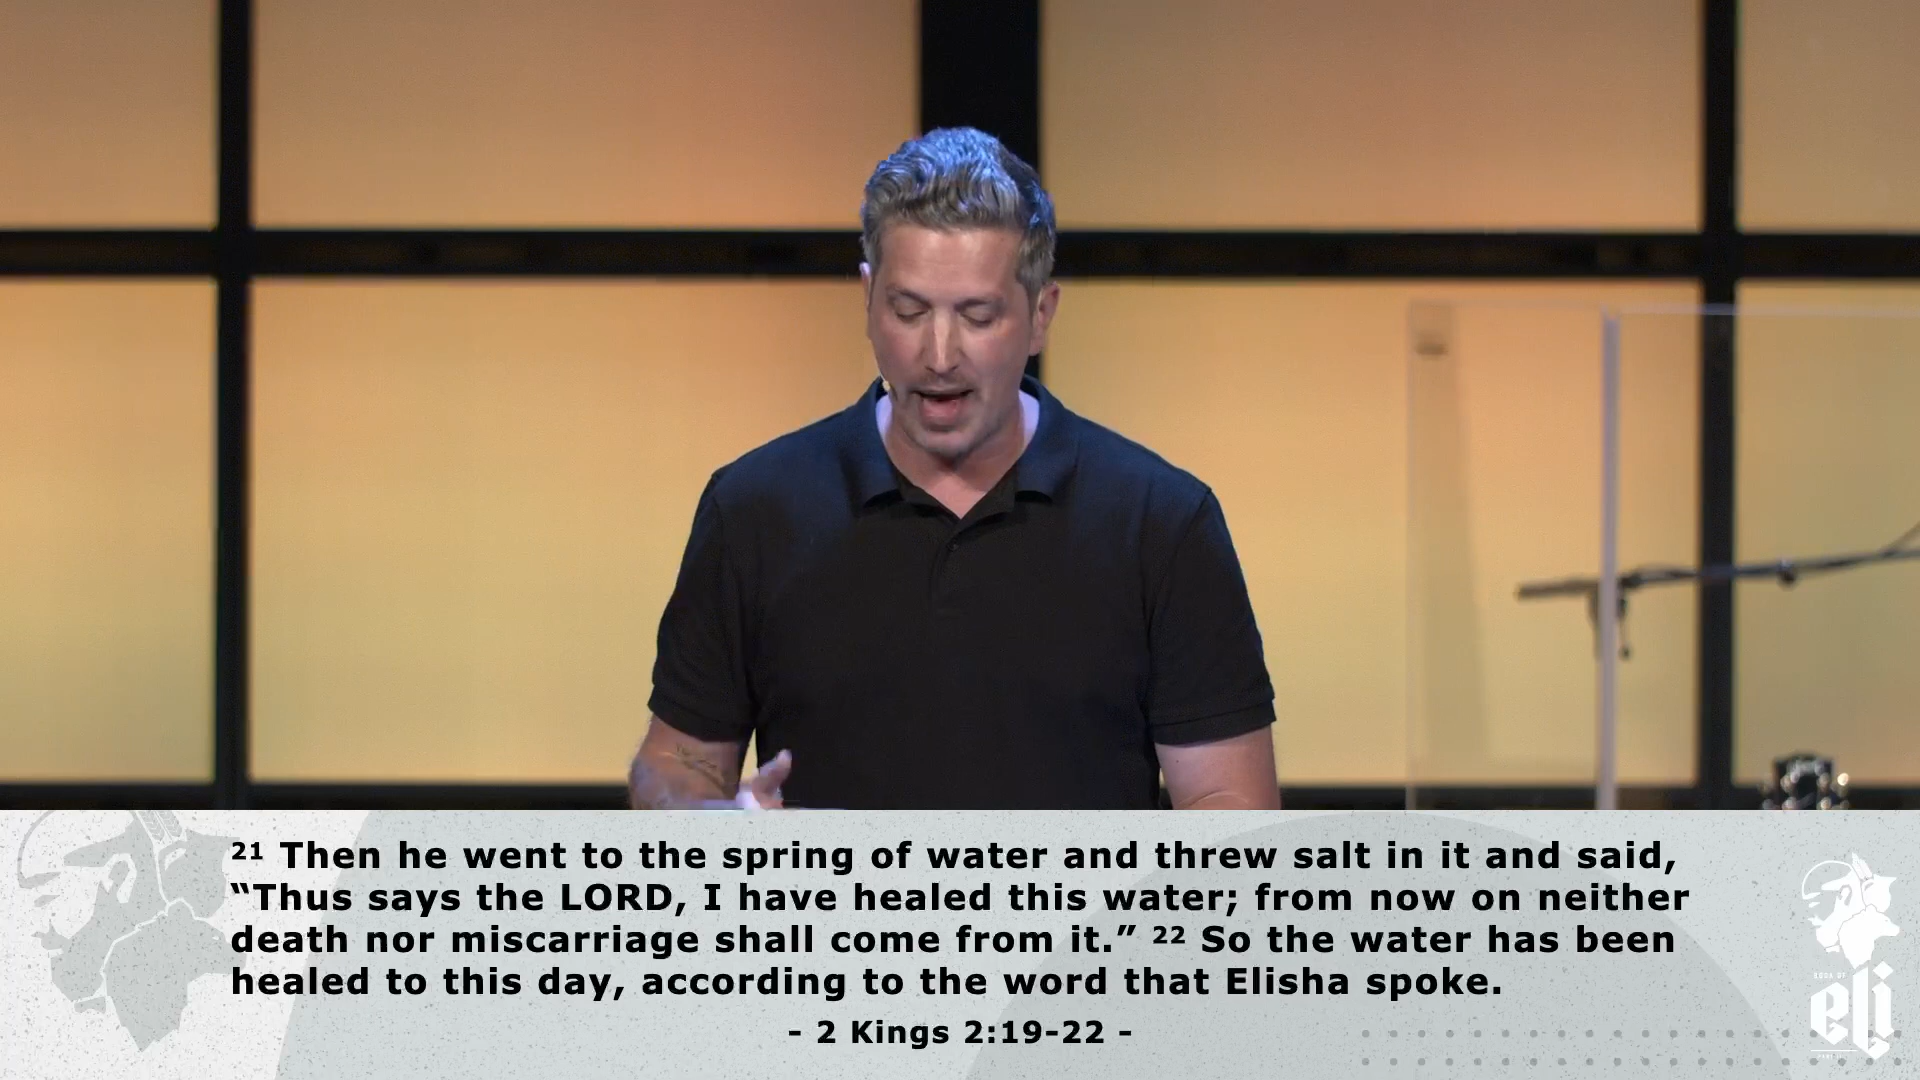 ²¹ Then he went to the spring of water and threw salt in it and said,
“Thus says the LORD, I have healed this water; from now on neither
death nor miscarriage shall come from it.” ²² So the water has been
healed to this day, according to the word that Elisha spoke.
- 2 Kings 2:19-22 -
BOOK OF
eli